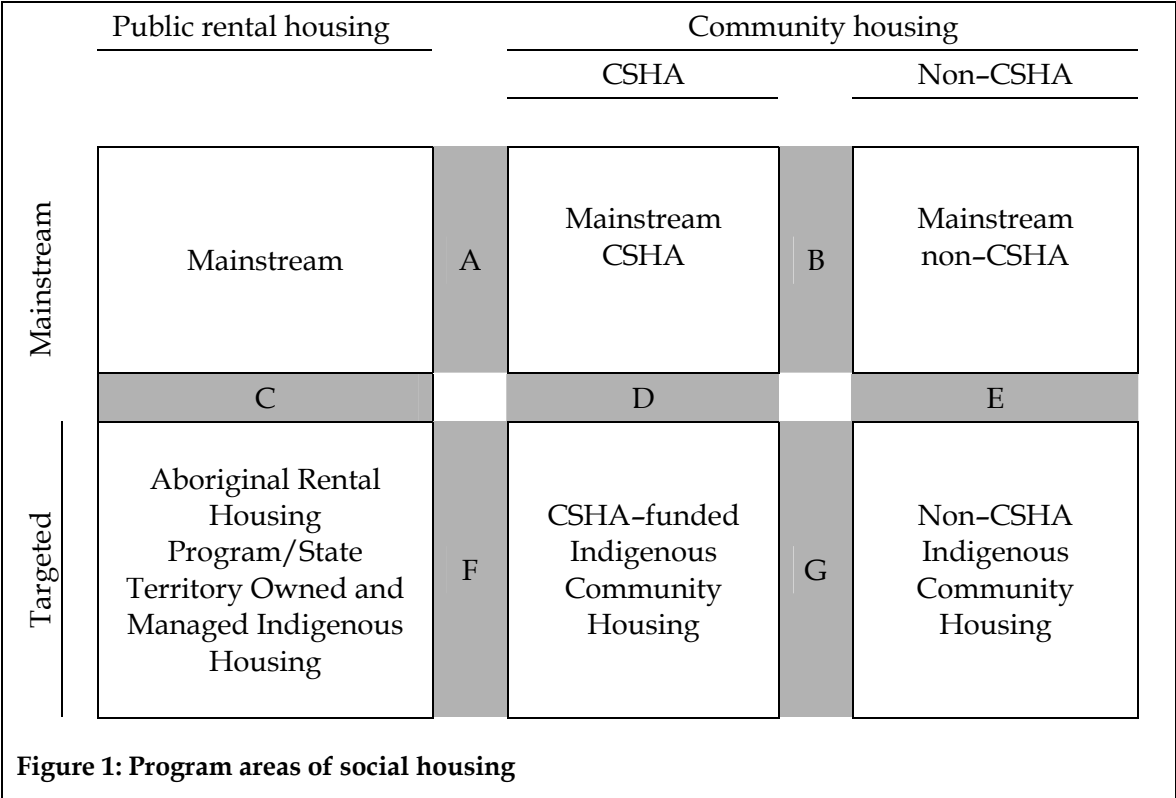 Public rental housing
Community housing
CSHA
Non–CSHA
Mainstream
Mainstream
A
Mainstream
CSHA
B
Mainstream
non–CSHA
C
D
E
Targeted
Aboriginal Rental
Housing
Program/State
Territory Owned and
Managed Indigenous
Housing
F
CSHA–funded
Indigenous
Community
Housing
G
Non–CSHA
Indigenous
Community
Housing
Figure 1: Program areas of social housing